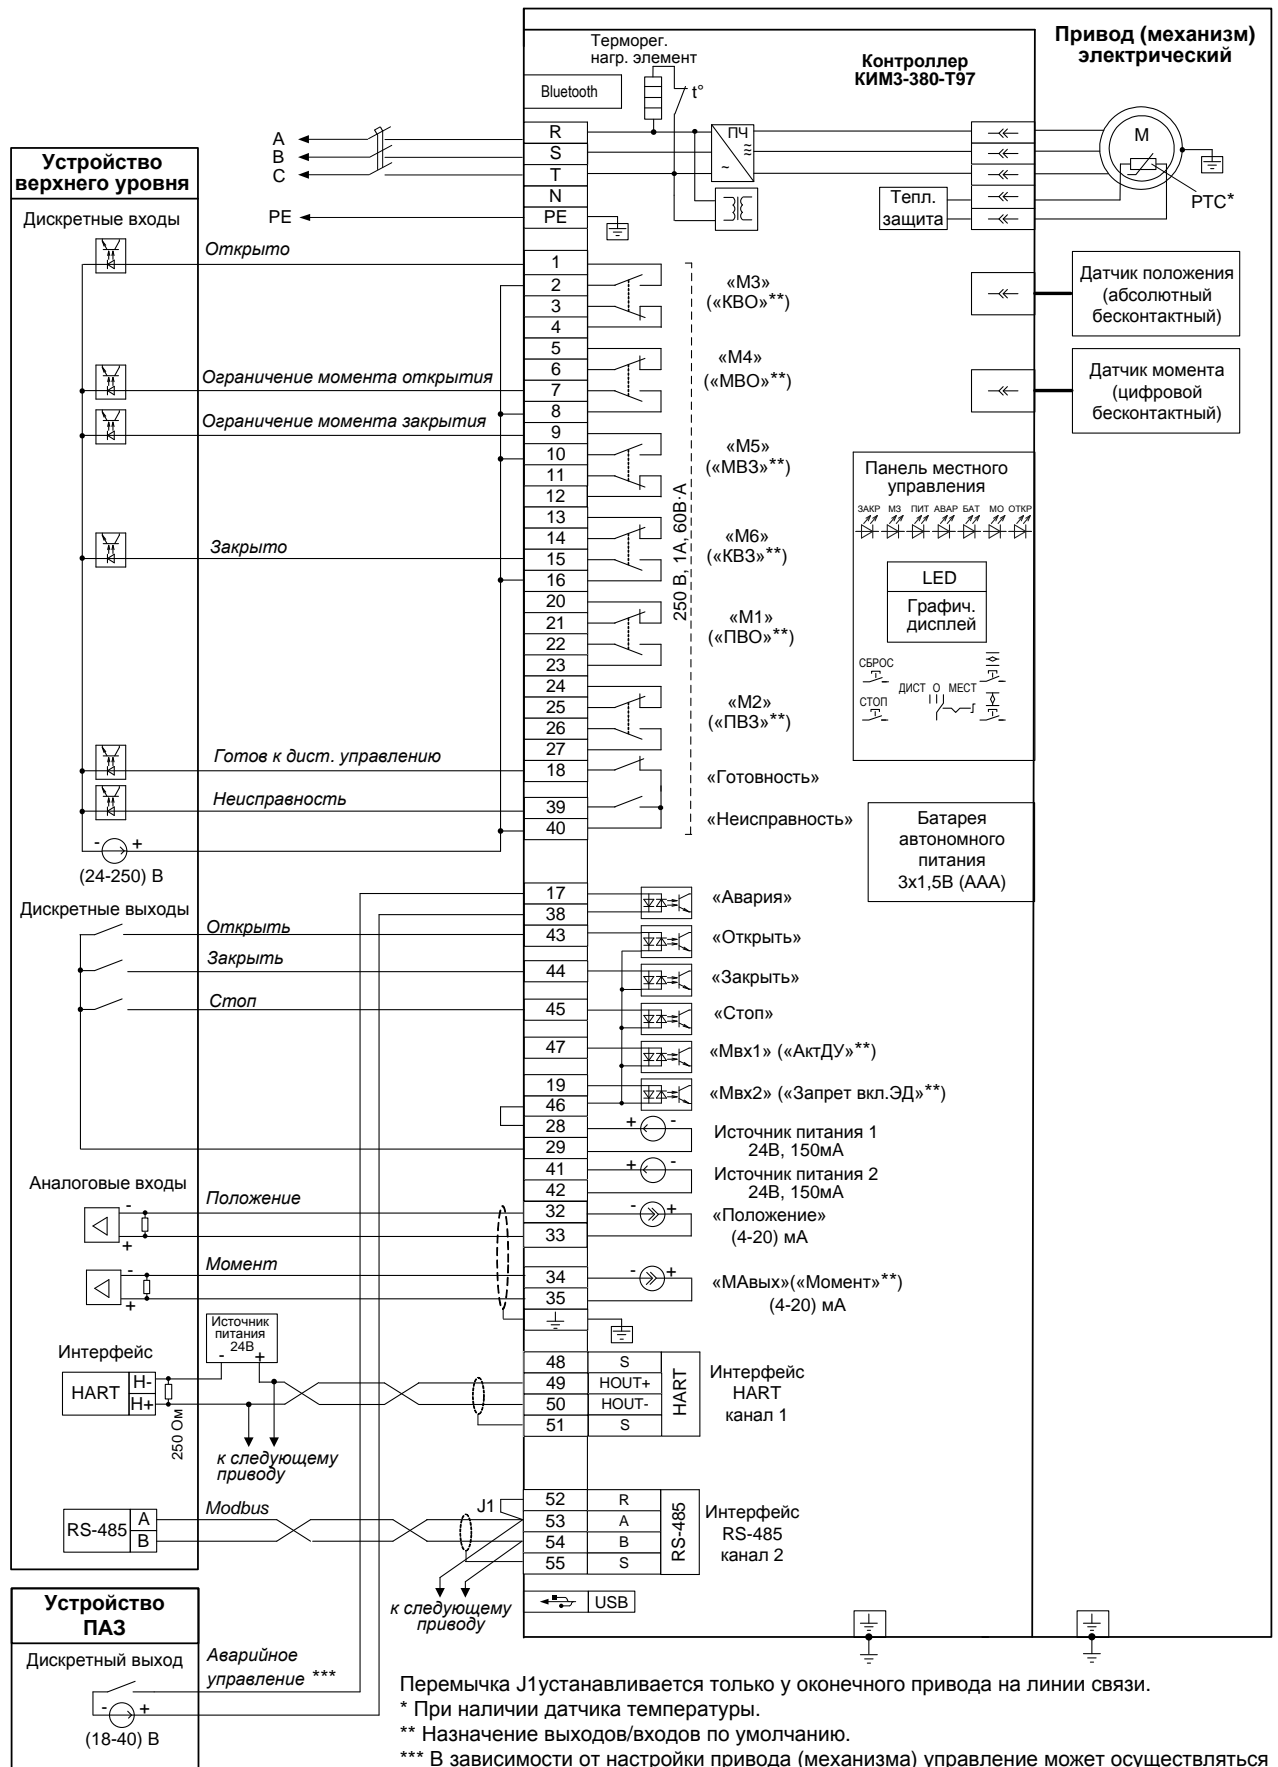 Привод (механизм)
электрический
Терморег.
нагр. элемент
Контроллер
КИМ3-380-Т97
Bluetooth
t°
A
B
C
PE
R
S
T
N
PE
ПЧ
~
M
PTC*
Тепл.
защита
Устройство
верхнего уровня
Дискретные входы
Открыто
Ограничение момента открытия
Ограничение момента закрытия
Закрыто
Готов к дист. управлению
Неисправность
- +
(24-250) В
1
2
3
4
5
6
7
8
9
10
11
12
13
14
15
16
20
21
22
23
24
25
26
27
18
39
40
250 В, 1А, 60В·А
«М3»
(«КВО»**)
«М4»
(«МВО»**)
«М5»
(«МВЗ»**)
«М6»
(«КВЗ»**)
«М1»
(«ПВО»**)
«М2»
(«ПВЗ»**)
«Готовность»
«Неисправность»
Датчик положения
(абсолютный
бесконтактный)
Датчик момента
(цифровой
бесконтактный)
Панель местного
управления
ЗАКР МЗ ПИТ АВАР БАТ МО ОТКР
LED
Графич.
дисплей
СБРОС
СТОП
ДИСТ О МЕСТ
Батарея
автономного
питания
3х1,5В (ААА)
Дискретные выходы
Открыть
Закрыть
Стоп
17
38
43
44
45
47
19
46
28
29
41
42
32
33
34
35
«Авария»
«Открыть»
«Закрыть»
«Стоп»
«Мвх1» («АктДУ»**)
«Мвх2» («Запрет вкл.ЭД»**)
+ -
Источник питания 1
24В, 150мА
+ -
Источник питания 2
24В, 150мА
- +
«Положение»
(4-20) мА
- +
«МАвых»(«Момент»**)
(4-20) мА
Аналоговые входы
Положение
-
+
Момент
-
+
Источник
питания
24В
- +
Интерфейс
HART
H-
H+
250 Ом
к следующему
приводу
48 S
49 HOUT+
50 HOUT-
51 S
HART
Интерфейс
HART
канал 1
Modbus
RS-485
A
B
J1
52 R
53 A
54 B
55 S
RS-485
Интерфейс
RS-485
канал 2
USB
к следующему
приводу
Устройство
ПАЗ
Дискретный выход
Аварийное
управление ***
- +
(18-40) В
Перемычка J1устанавливается только у оконечного привода на линии связи.
* При наличии датчика температуры.
** Назначение выходов/входов по умолчанию.
*** В зависимости от настройки привода (механизма) управление может осуществляться